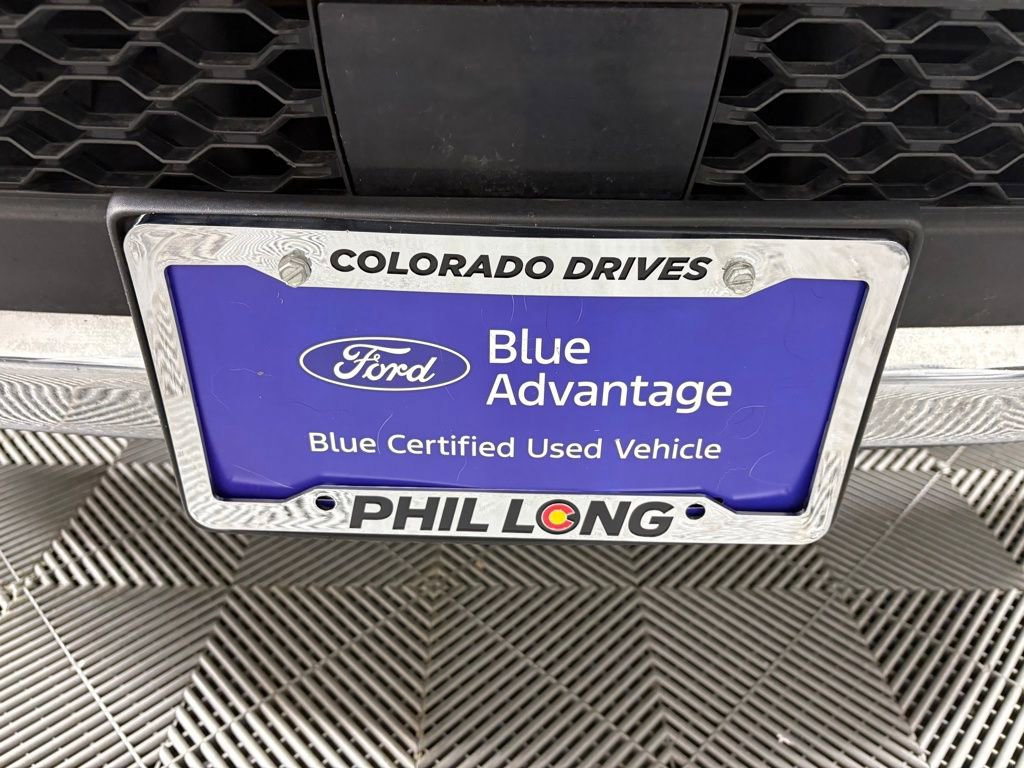 COLORADO DRIVES
Ford
Blue
Advantage
Blue Certified Used Vehicle
PHIL LONG